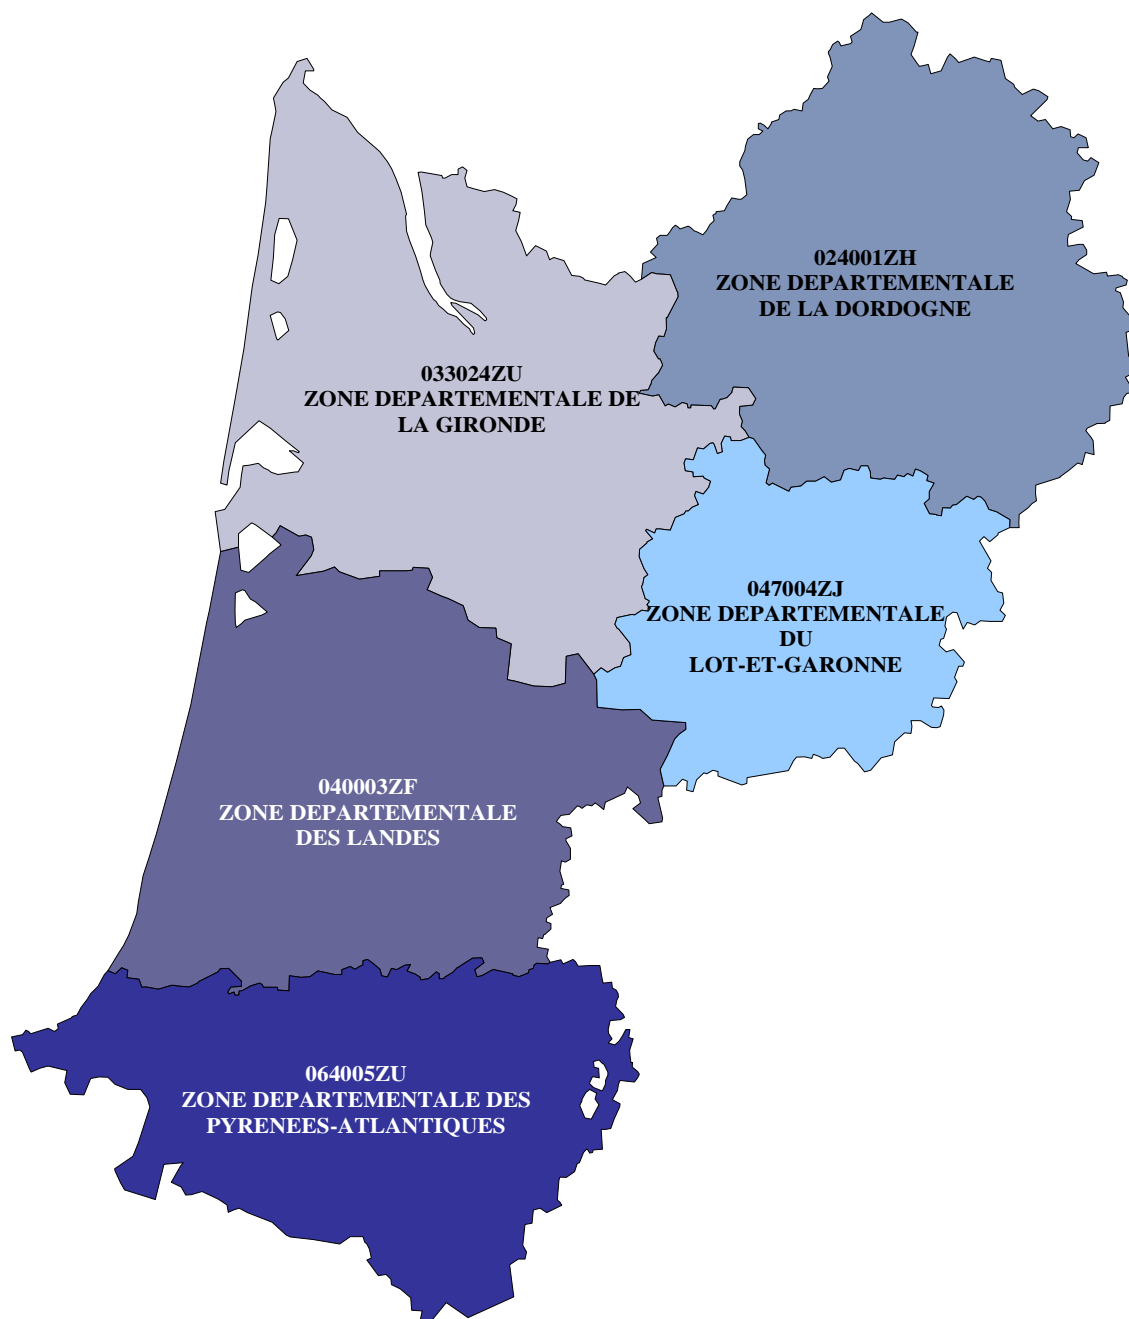 024001ZH
ZONE DEPARTEMENTALE
DE LA DORDOGNE
033024ZU
ZONE DEPARTEMENTALE DE
LA GIRONDE
047004ZJ
ZONE DEPARTEMENTALE
DU
LOT-ET-GARONNE
040003ZF
ZONE DEPARTEMENTALE
DES LANDES
064005ZU
ZONE DEPARTEMENTALE DES
PYRENEES-ATLANTIQUES